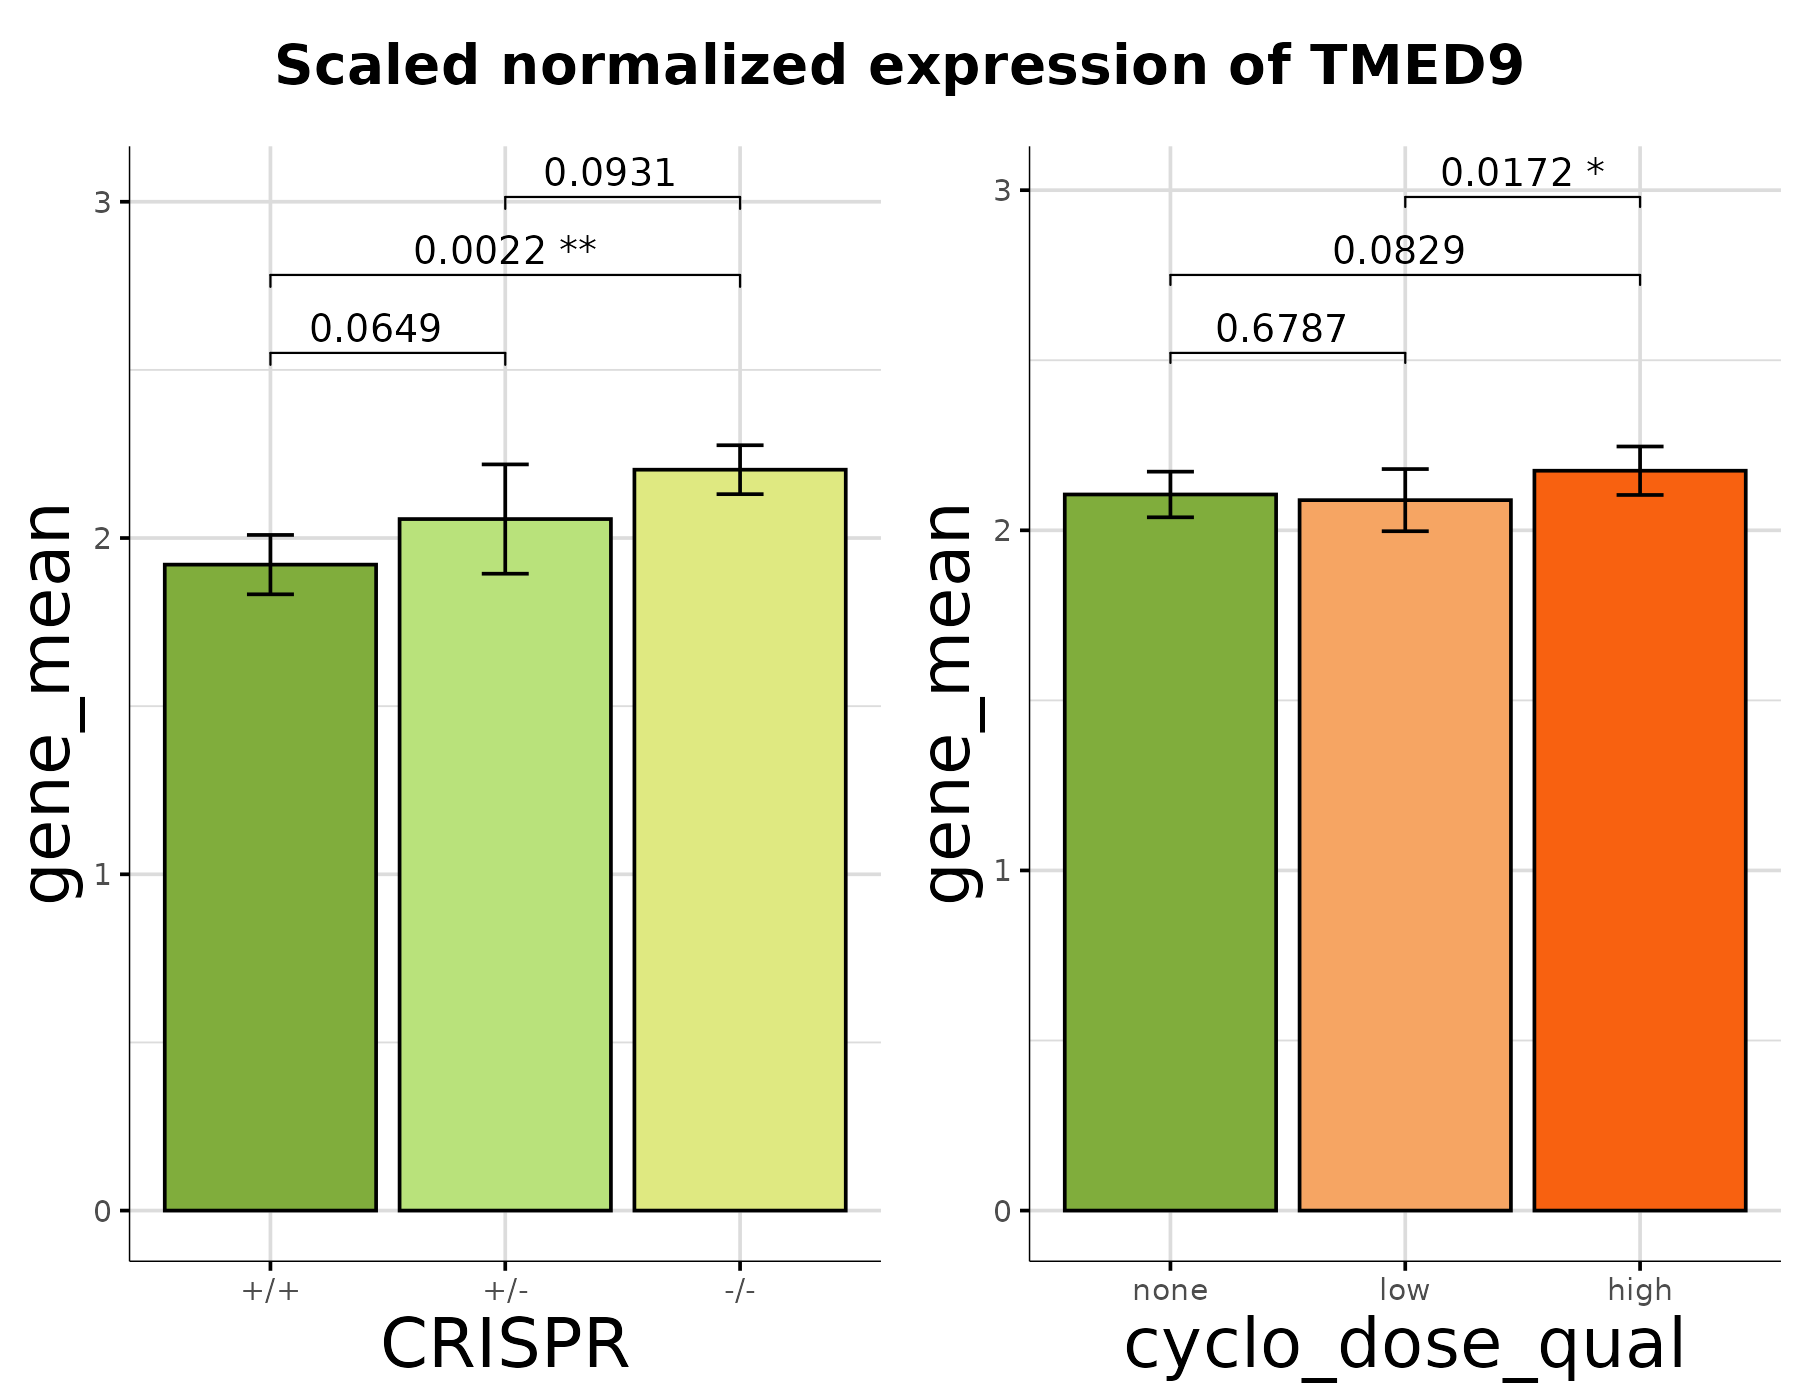 Scaled normalized expression of TMED9
gene_mean
3
2
1
0
0.0931
0.0022 **
0.0649
+/+
+/-
-/-
CRISPR
gene_mean
3
2
1
0
0.0172 *
0.0829
0.6787
none
low
high
cyclo_dose_qual